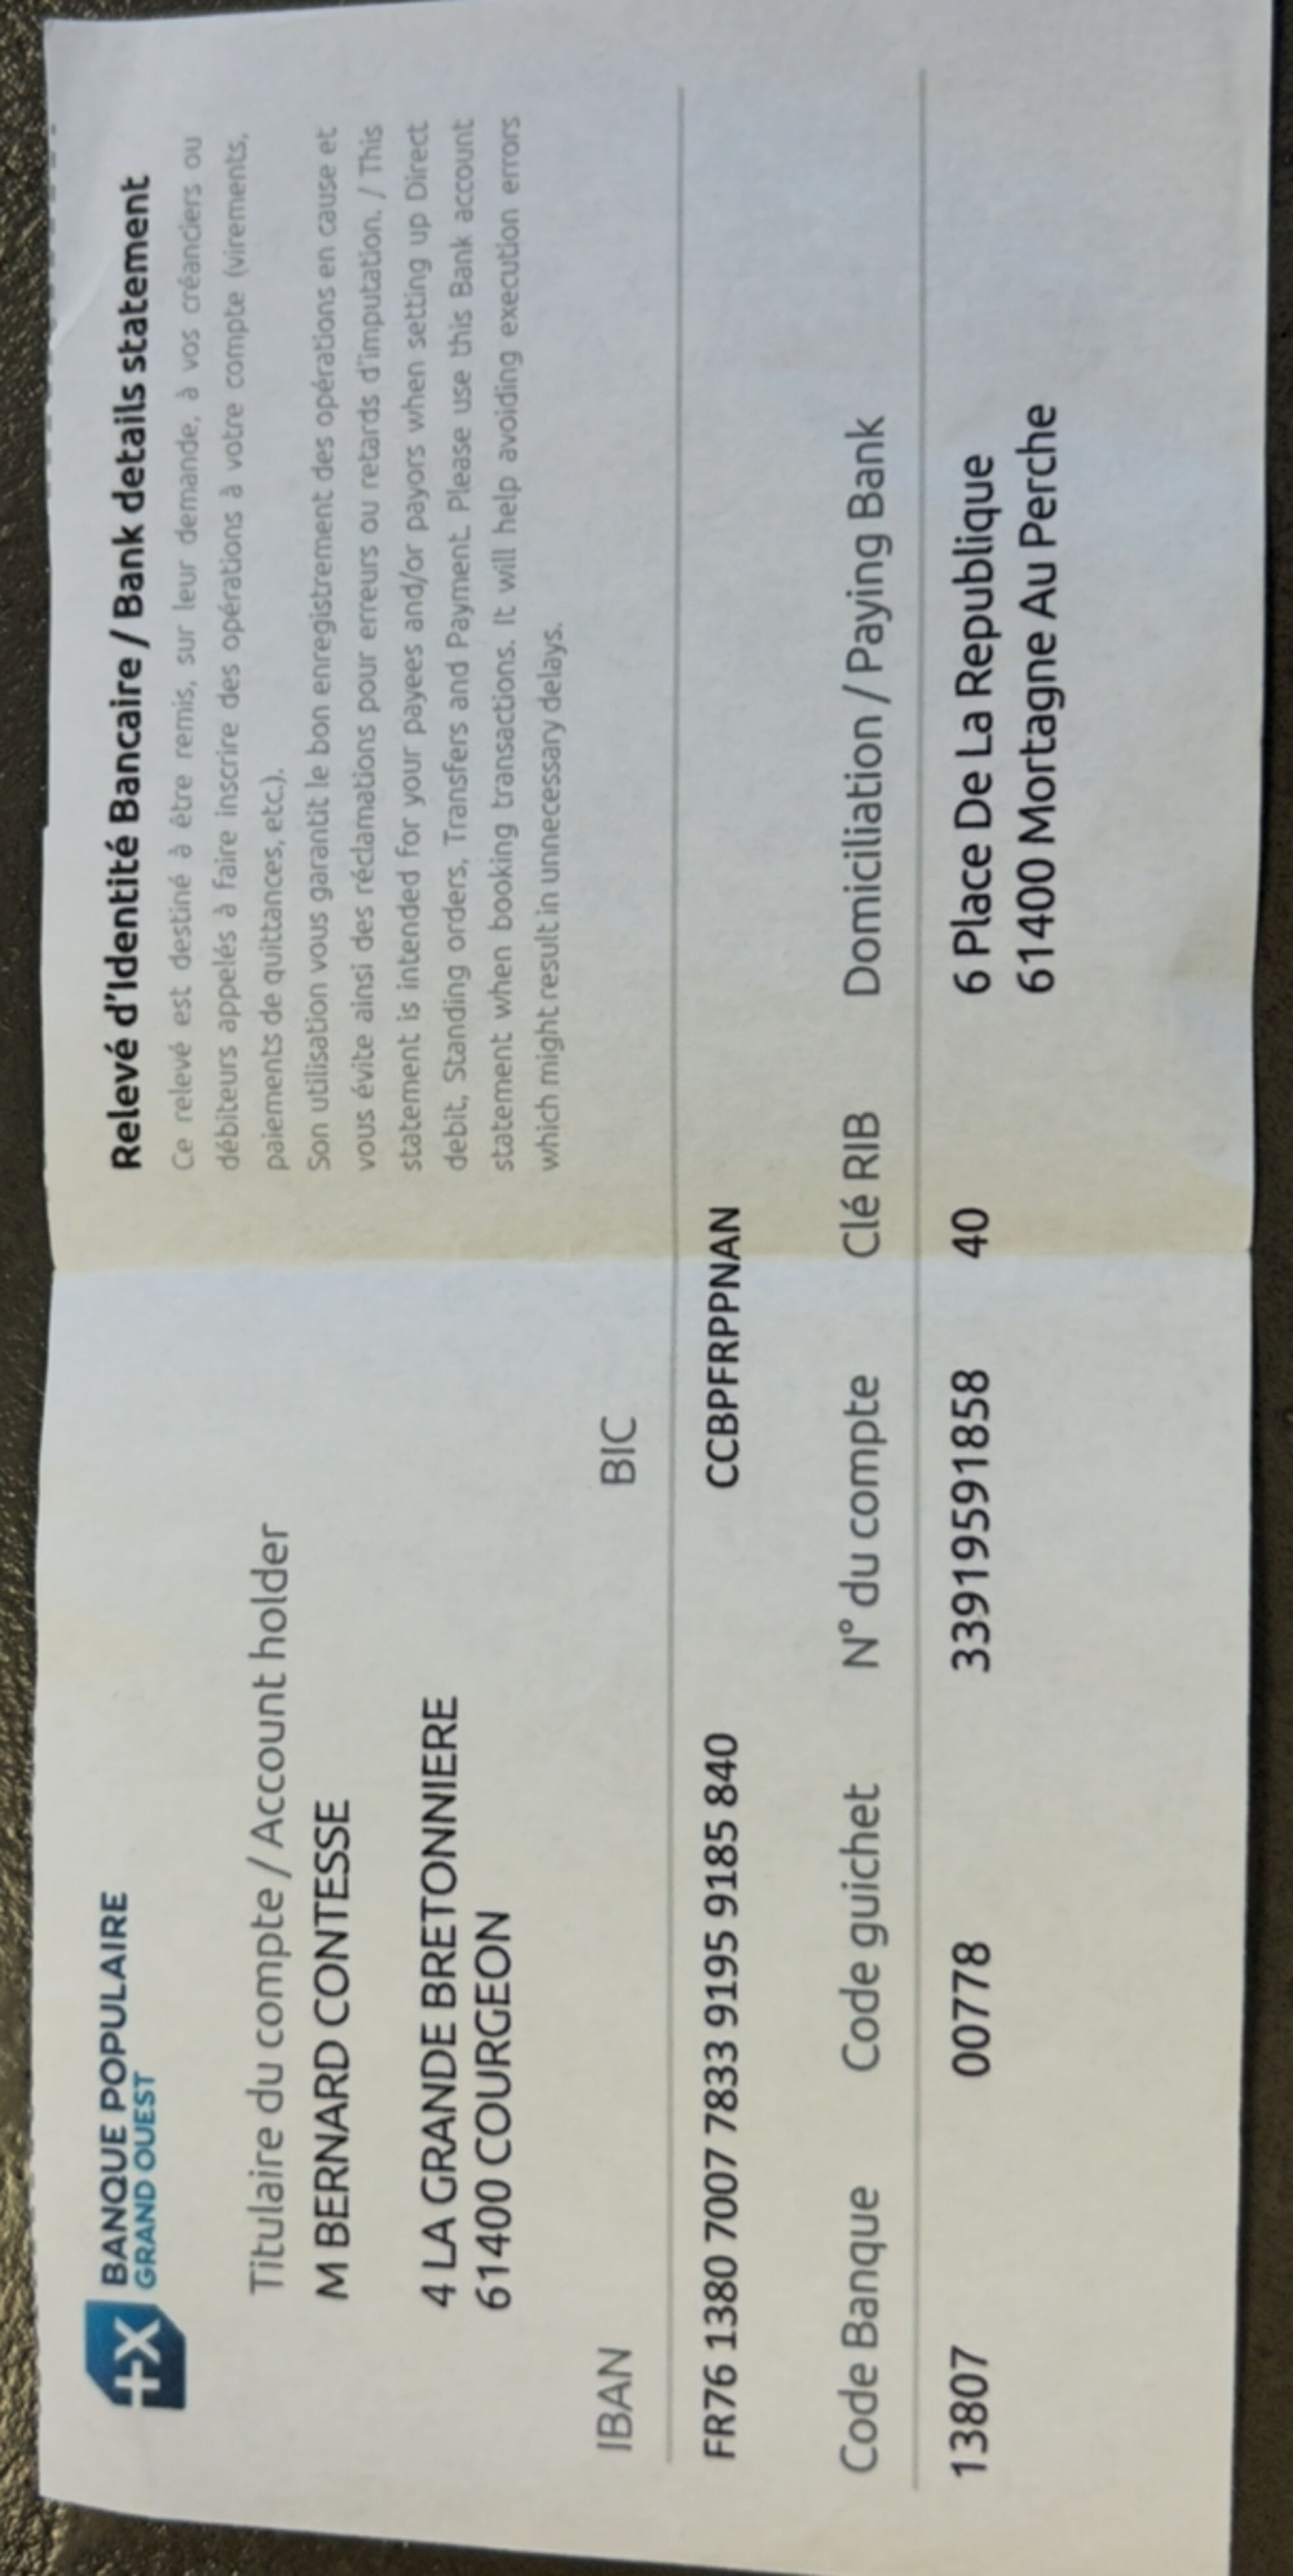 BANQUE POPULAIRE
GRAND OUEST
Titulaire du compte / Account holder
M BERNARD CONTESSE
4 LA GRANDE BRETONNIERE
61400 COURGEON
Relevé d'Identité Bancaire / Bank details statement
Ce relevé est destiné à être remis, sur leur demande, à vos créanciers ou
débiteurs appelés à faire inscrire des opérations à votre compte (virements,
paiements de quittances, etc.).
Son utilisation vous garantit le bon enregistrement des opérations en cause et
vous évite ainsi des réclamations pour erreurs ou retards d'imputation. / This
statement is intended for your payees and/or payors when setting up Direct
debit, Standing orders, Transfers and Payment. Please use this Bank account
statement when booking transactions. It will help avoiding execution errors
which might result in unnecessary delays.
IBAN BIC
FR76 1380 7007 7833 9195 9185 840 CCBPFRPPNAN
Code Banque Code guichet N° du compte Clé RIB Domiciliation / Paying Bank
13807 00778 33919591858 40 6 Place De La Republique
61400 Mortagne Au Perche